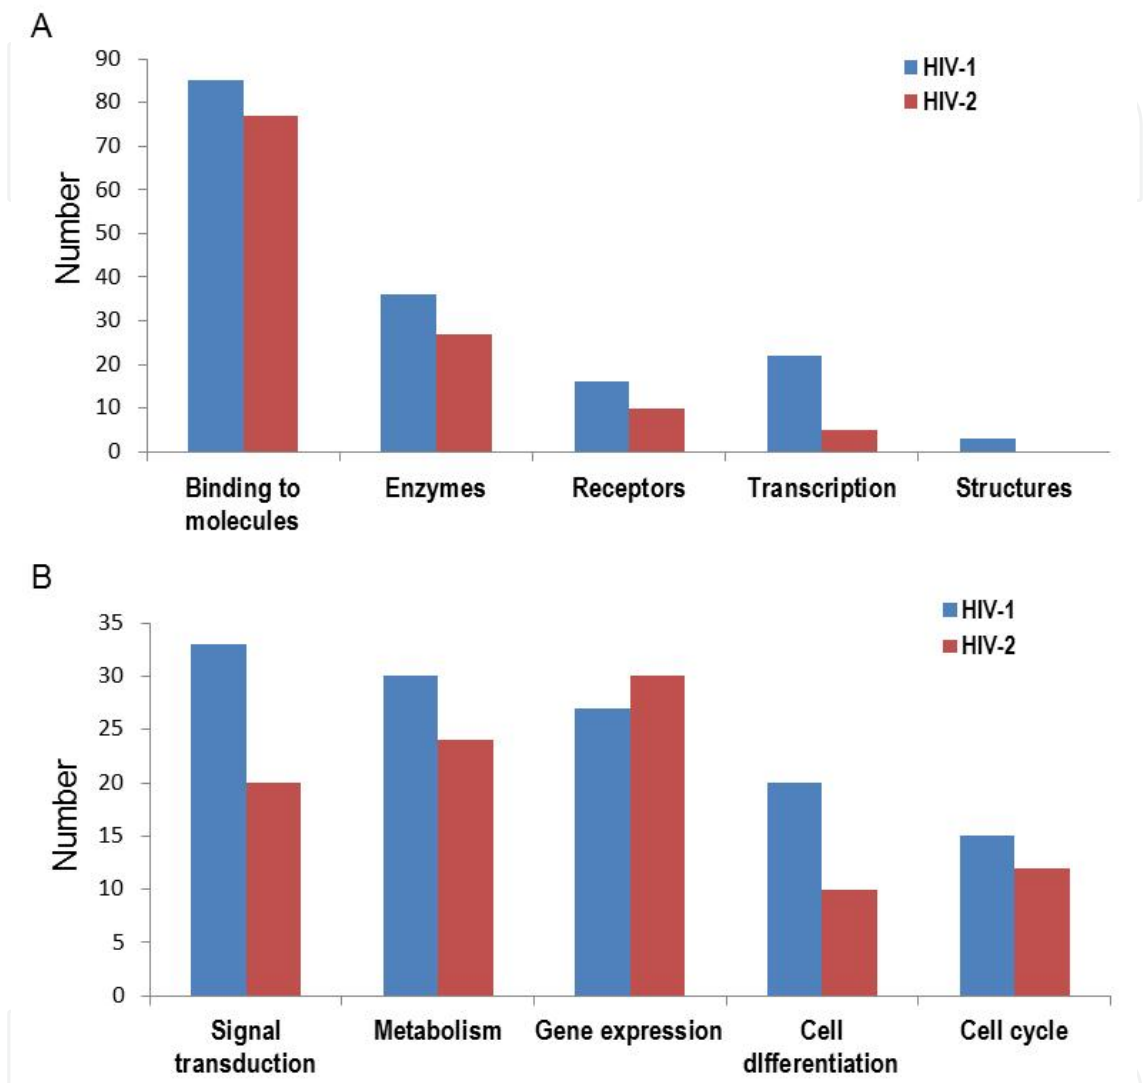 A
90
80
70
60
50
40
30
20
10
0
Number
HIV-1
HIV-2
Binding to
molecules
Enzymes
Receptors
Transcription
Structures
B
35
30
25
20
15
10
5
0
Number
HIV-1
HIV-2
Signal
transduction
Metabolism
Gene expression
Cell
dIfferentiation
Cell cycle